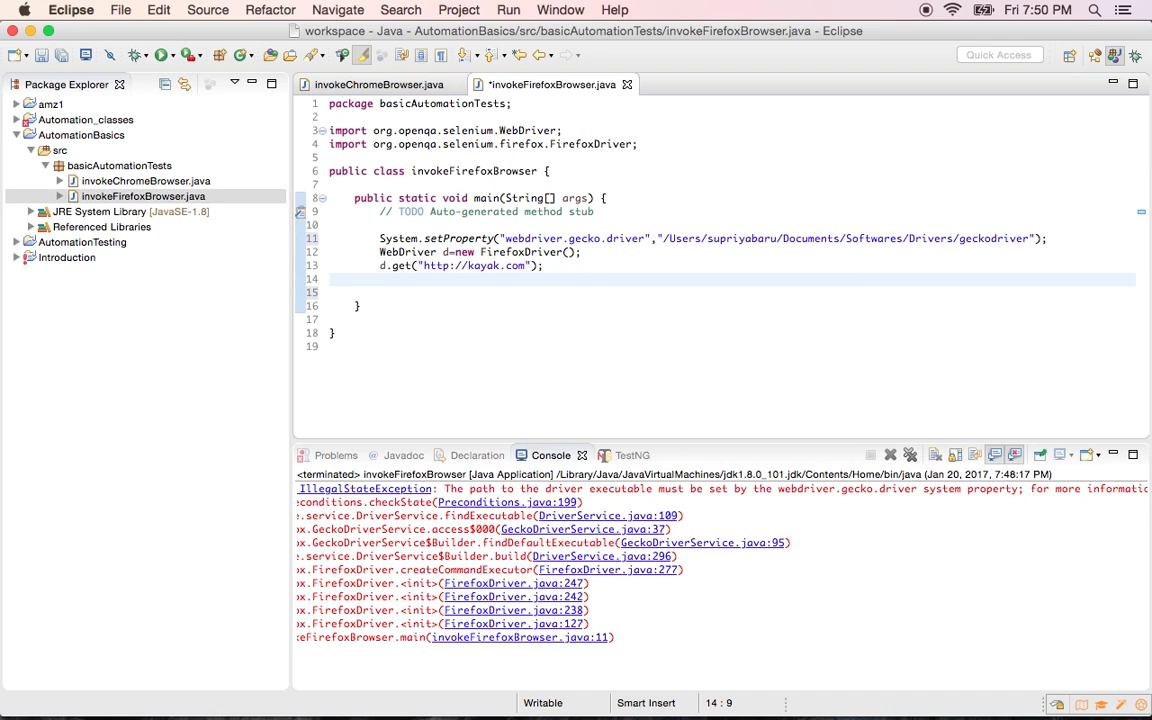 Eclipse File Edit Source Refactor Navigate Search Project Run Window Help Fri 7:50 PM
workspace - Java - AutomationBasics/src/basicAutomationTests/invokeFirefoxBrowser.java - Eclipse
Quick Access
Package Explorer
amz1
Automation_classes
AutomationBasics
src
basicAutomationTests
invokeChromeBrowser.java
invokeFirefoxBrowser.java
JRE System Library [JavaSE-1.8]
Referenced Libraries
AutomationTesting
Introduction
invokeChromeBrowser.java *invokeFirefoxBrowser.java
1 package basicAutomationTests;
2
3 import org.openqa.selenium.WebDriver;
4 import org.openqa.selenium.firefox.FirefoxDriver;
5
6 public class invokeFirefoxBrowser {
7
8 public static void main(String[] args) {
9 // TODO Auto-generated method stub
10
11 System.setProperty("webdriver.gecko.driver","/Users/supriyabaru/Documents/Softwares/Drivers/geckodriver");
12 WebDriver d=new FirefoxDriver();
13 d.get("http://kayak.com");
14
15
16 }
17
18 }
19
Problems @ Javadoc Declaration Console TestNG
<terminated> invokeFirefoxBrowser [Java Application] /Library/Java/JavaVirtualMachines/jdk1.8.0_101.jdk/Contents/Home/bin/java (Jan 20, 2017, 7:48:17 PM)
IllegalStateException: The path to the driver executable must be set by the webdriver.gecko.driver system property; for more informatic
econditions.checkState(Preconditions.java:199)
e.service.DriverService.findExecutable(DriverService.java:109)
ox.GeckoDriverService.access$000(GeckoDriverService.java:37)
ox.GeckoDriverService$Builder.findDefaultExecutable(GeckoDriverService.java:95)
e.service.DriverService$Builder.build(DriverService.java:296)
ox.FirefoxDriver.createCommandExecutor(FirefoxDriver.java:277)
ox.FirefoxDriver.<init>(FirefoxDriver.java:247)
ox.FirefoxDriver.<init>(FirefoxDriver.java:242)
ox.FirefoxDriver.<init>(FirefoxDriver.java:238)
ox.FirefoxDriver.<init>(FirefoxDriver.java:127)
keFirefoxBrowser.main(invokeFirefoxBrowser.java:11)
Writable Smart Insert 14 : 9